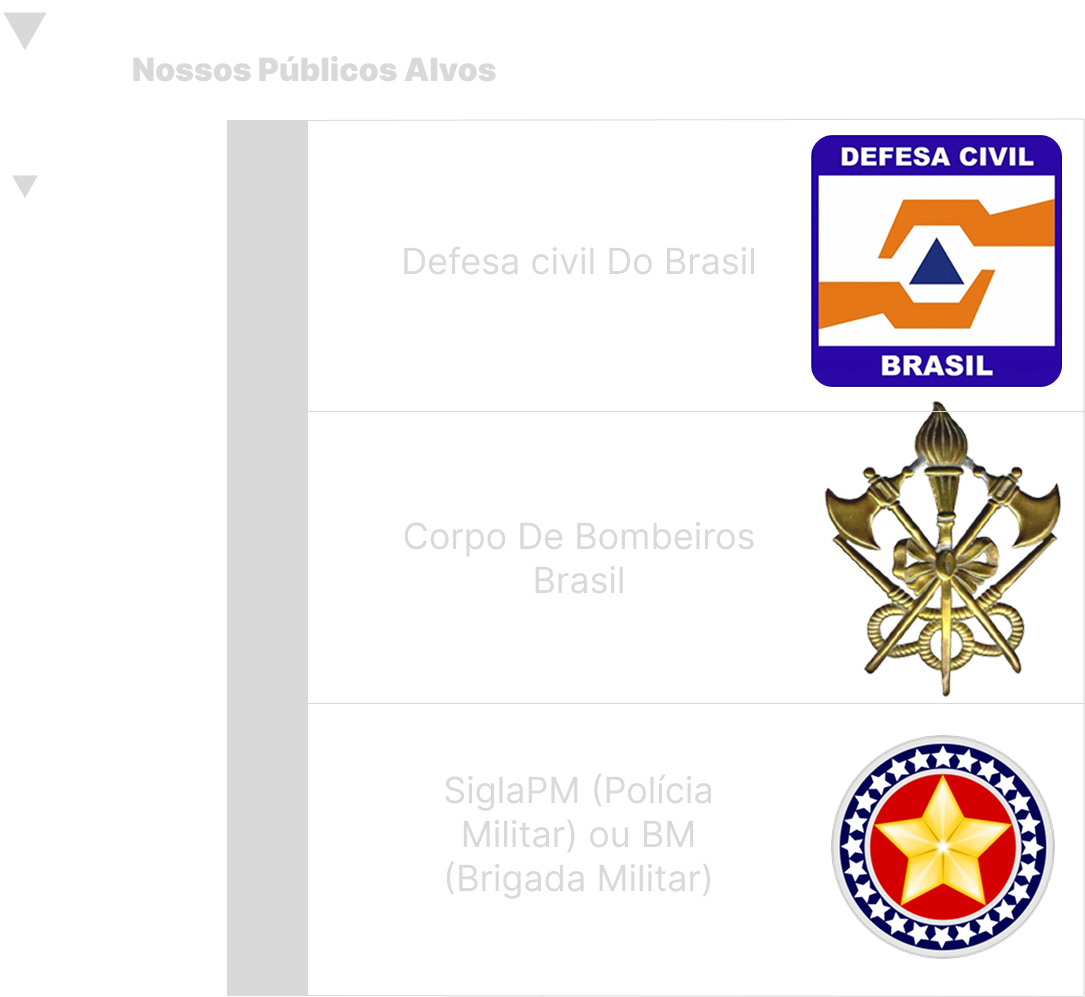 Nossos Públicos Alvos
DEFESA CIVIL
Defesa civil Do Brasil
BRASIL
Corpo De Bombeiros
Brasil
SiglaPM (Polícia
Militar) ou BM
(Brigada Militar)